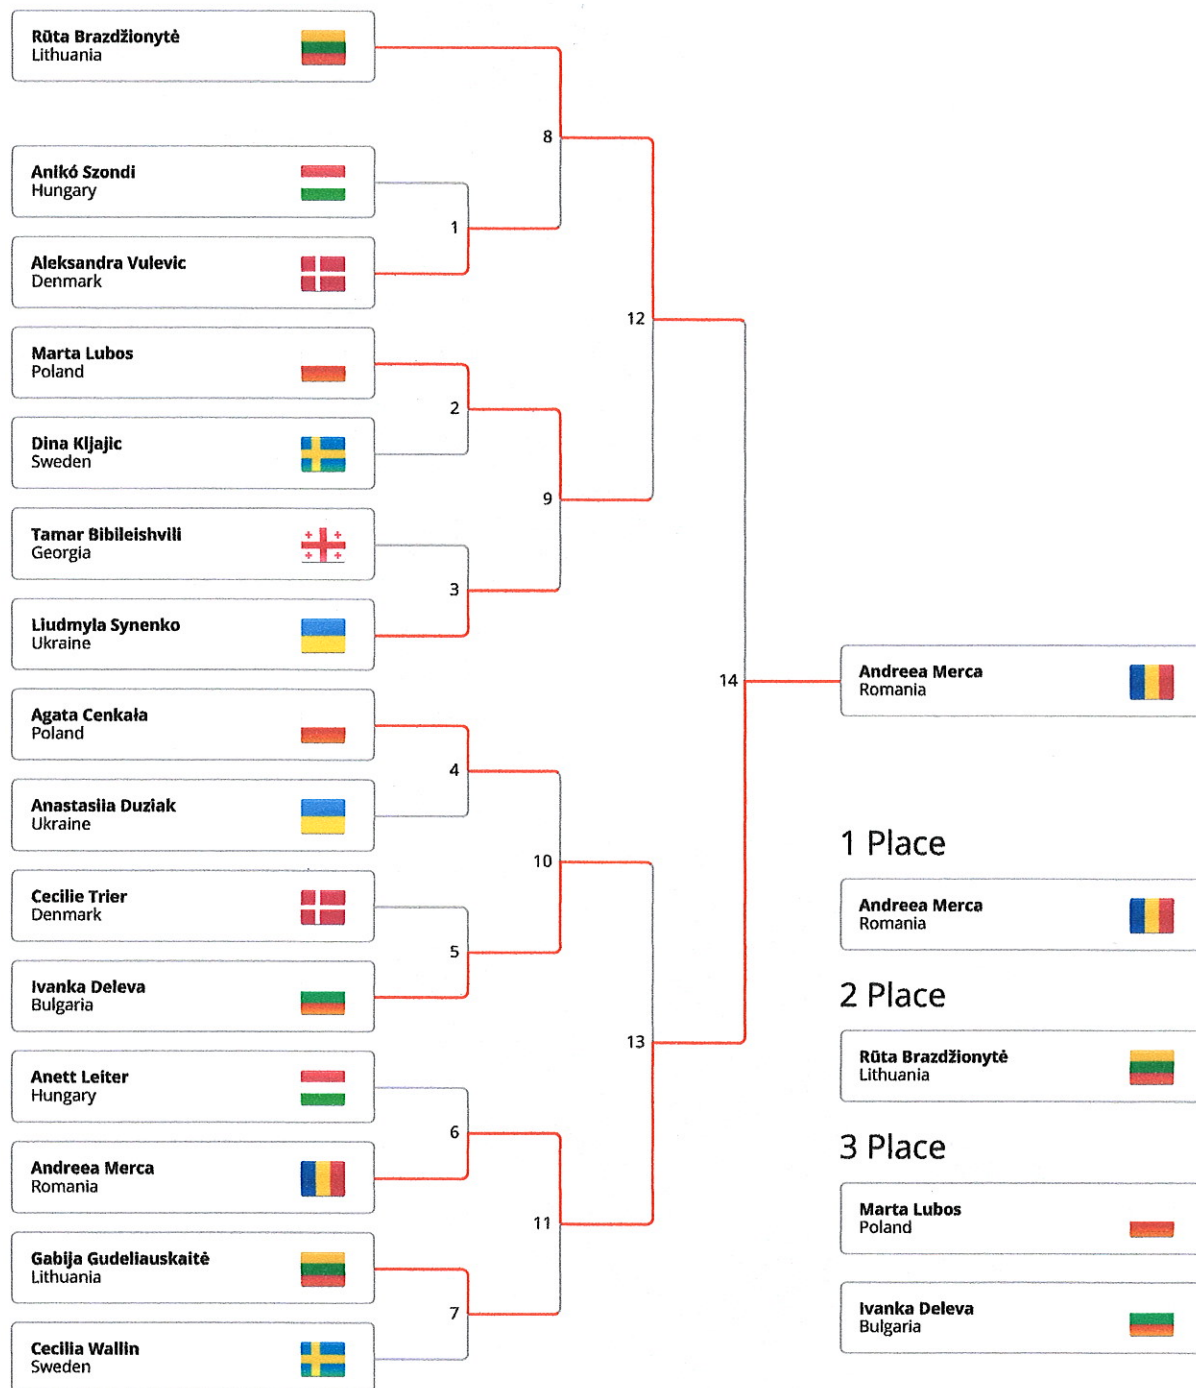 Rūta Brazdžionytė
Lithuania
8
Anikó Szondi
Hungary
1
Aleksandra Vulevic
Denmark
12
Marta Lubos
Poland
2
Dina Kljajic
Sweden
9
Tamar Bibileishvili
Georgia
3
Liudmyla Synenko
Ukraine
14
Andreea Merca
Romania
Agata Cenkała
Poland
4
Anastasiia Duziak
Ukraine
10
Cecilie Trier
Denmark
5
Ivanka Deleva
Bulgaria
13
Anett Leiter
Hungary
6
Andreea Merca
Romania
11
Gabija Gudeliauskaitė
Lithuania
7
Cecilia Wallin
Sweden
1 Place
Andreea Merca
Romania
2 Place
Rūta Brazdžionytė
Lithuania
3 Place
Marta Lubos
Poland
Ivanka Deleva
Bulgaria